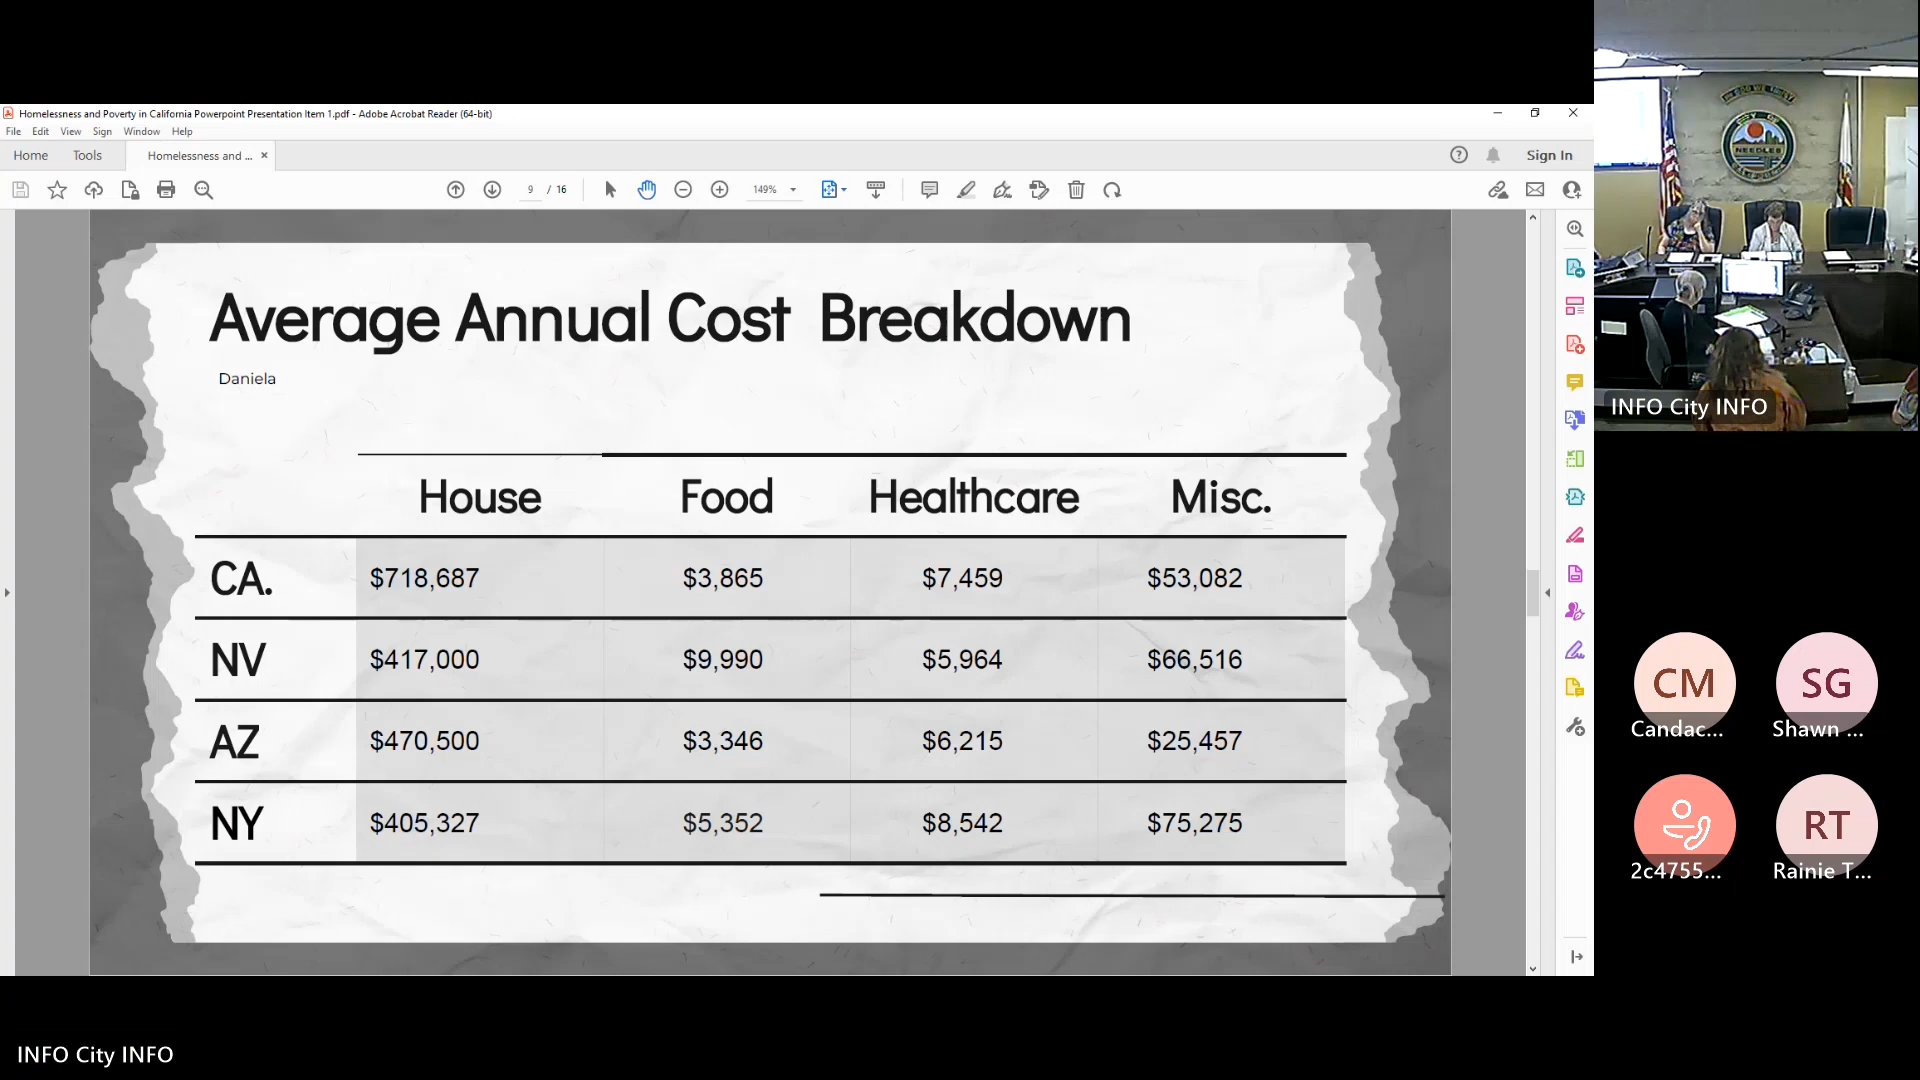 Homelessness and Poverty in California Powerpoint Presentation Item 1.pdf - Adobe Acrobat Reader (64-bit)
File Edit View Sign Window Help
Home Tools Homelessness and ... ×
Sign In
9 / 16
149%
Average Annual Cost Breakdown
Daniela
House Food Healthcare Misc.
CA. $718,687 $3,865 $7,459 $53,082
NV $417,000 $9,990 $5,964 $66,516
AZ $470,500 $3,346 $6,215 $25,457
NY $405,327 $5,352 $8,542 $75,275
CITY OF
NEEDLES
INFO City INFO
CM
Candac...
SG
Shawn ...
2c4755...
RT
Rainie T...
INFO City INFO